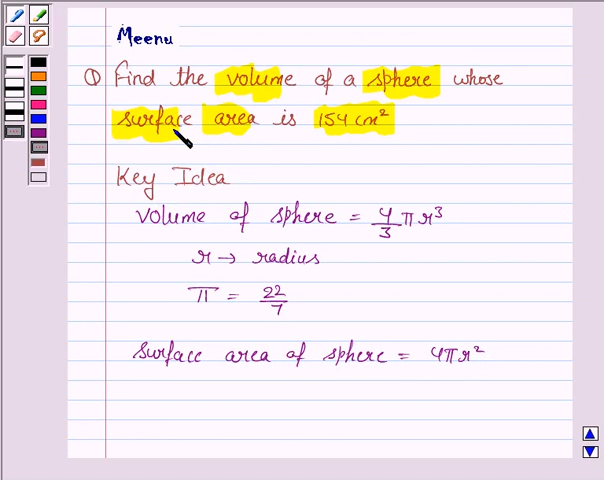 Meenu
Q Find the volume of a sphere whose
surface area is 154 cm²
Key Idea
Volume of sphere = 4/3 πr³
r → radius
π = 22/7
Surface area of sphere = 4πr²